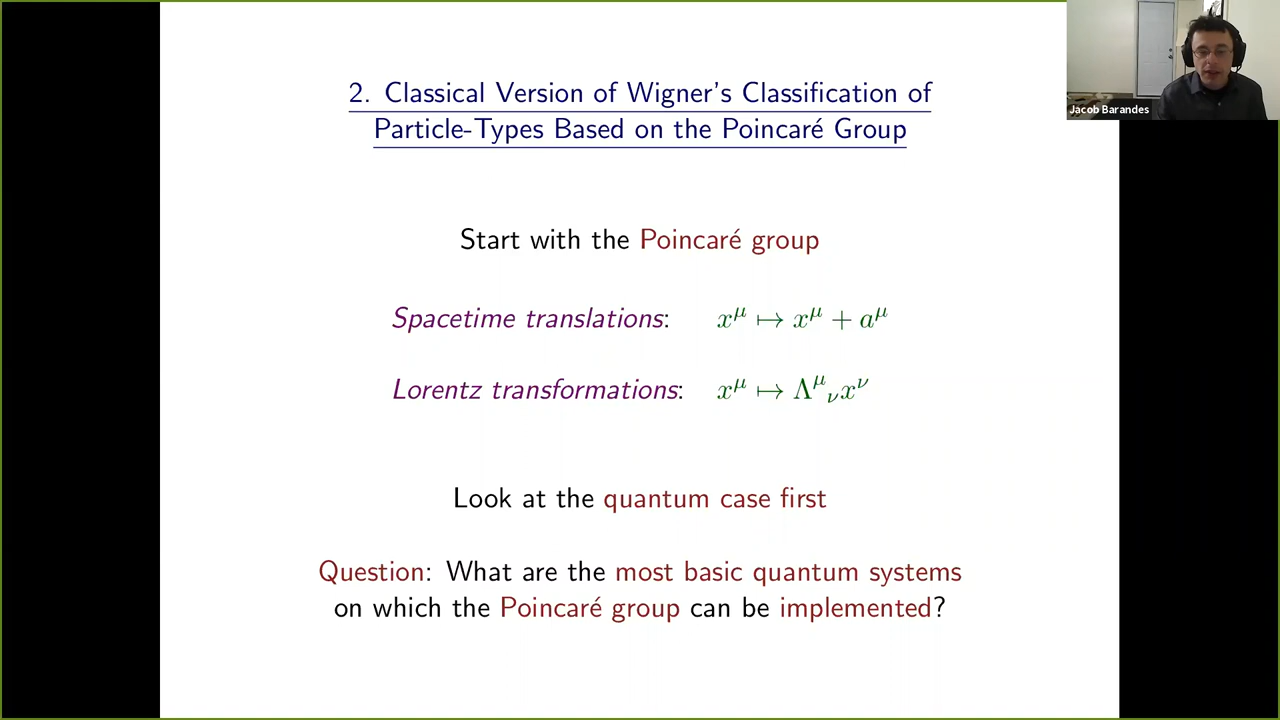 2. Classical Version of Wigner's Classification of
Particle-Types Based on the Poincaré Group
Jacob Barandes
Start with the Poincaré group
Spacetime translations: x^μ ↦ x^μ + a^μ
Lorentz transformations: x^μ ↦ Λ^μ_ν x^ν
Look at the quantum case first
Question: What are the most basic quantum systems
on which the Poincaré group can be implemented?